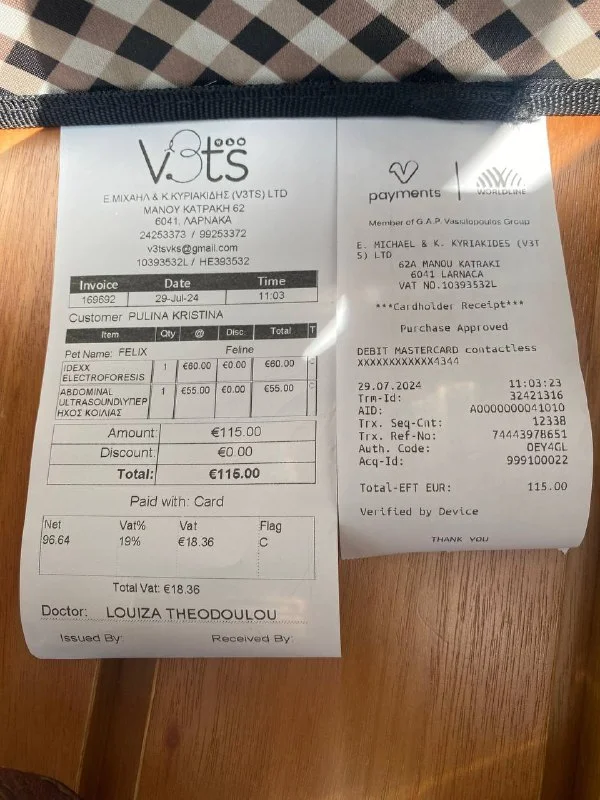 V3ts
Ε.ΜΙΧΑΗΛ & Κ.ΚΥΡΙΑΚΙΔΗΣ (V3TS) LTD
ΜΑΝΟΥ ΚΑΤΡΑΚΗ 62
6041, ΛΑΡΝΑΚΑ
24253373 / 99253372
v3tsvks@gmail.com
10393532L / HE393532
Invoice Date Time
169692 29-Jul-24 11:03
Customer PULINA KRISTINA
Item Qty @ Disc. Total T
Pet Name: FELIX Feline
IDEXX ELECTROFORESIS 1 €60.00 €0.00 €60.00 C
ABDOMINAL 1 €55.00 €0.00 €55.00 C
ULTRASOUND\ΥΠΕΡ
ΗΧΟΣ ΚΟΙΛΙΑΣ
Amount: €115.00
Discount: €0.00
Total: €115.00
Paid with: Card
Net Vat% Vat Flag
96.64 19% €18.36 C
Total Vat: €18.36
Doctor: LOUIZA THEODOULOU
Issued By: Received By:
payments
WORLDLINE
Member of G.A.P. Vassilopoulos Group
E. MICHAEL & K. KYRIAKIDES (V3T
S) LTD
62A MANOU KATRAKI
6041 LARNACA
VAT NO.10393532L
***Cardholder Receipt***
Purchase Approved
DEBIT MASTERCARD contactless
XXXXXXXXXXXX4344
29.07.2024 11:03:23
Trm-Id: 32421316
AID: A0000000041010
Trx. Seq-Cnt: 12338
Trx. Ref-No: 74443978651
Auth. Code: 0EY4GL
Acq-Id: 999100022
Total-EFT EUR: 115.00
Verified by Device
THANK YOU